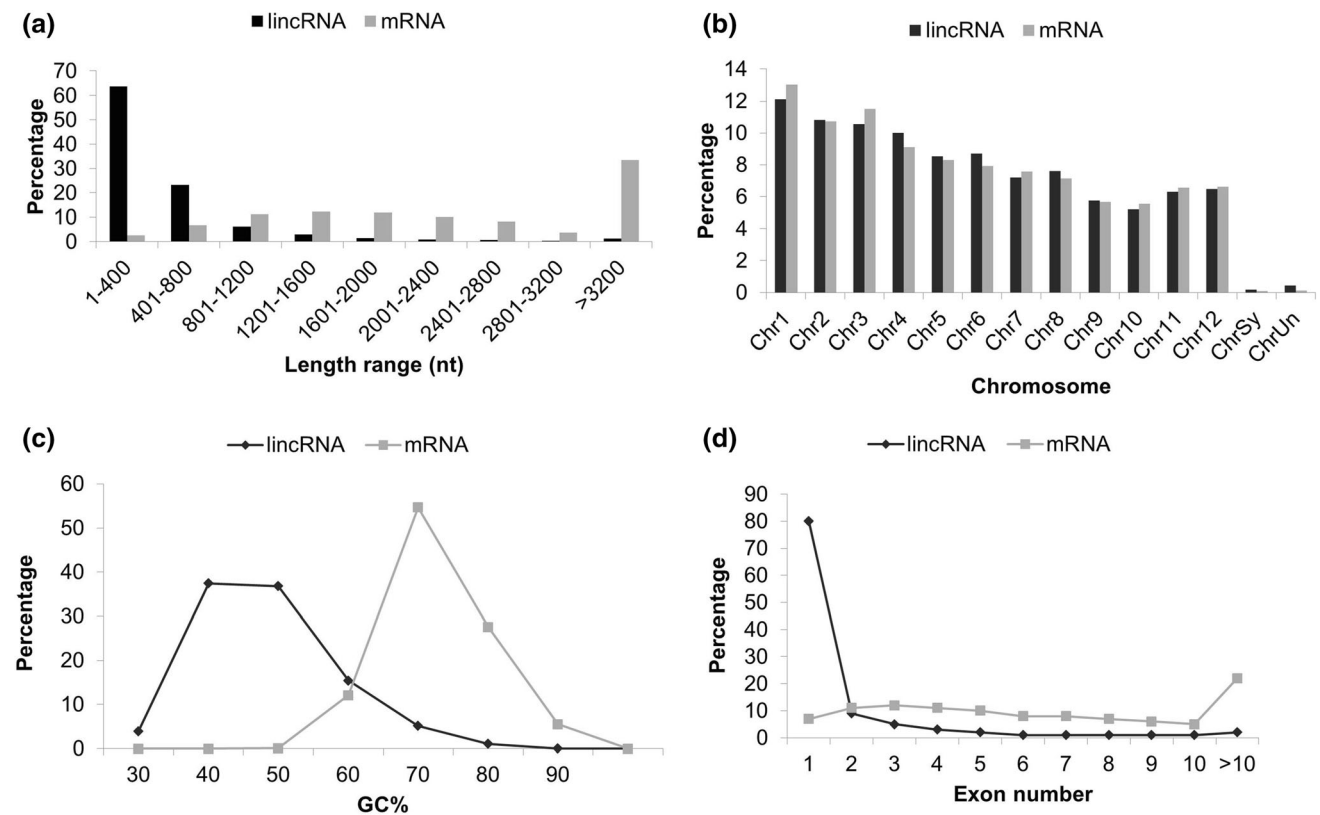 (a)
lincRNA mRNA
Percentage
70
60
50
40
30
20
10
0
1-400 401-800 801-1200 1201-1600 1601-2000 2001-2400 2401-2800 2801-3200 >3200
Length range (nt)
(b)
lincRNA mRNA
Percentage
14
12
10
8
6
4
2
0
Chr1 Chr2 Chr3 Chr4 Chr5 Chr6 Chr7 Chr8 Chr9 Chr10 Chr11 Chr12 ChrSy ChrUn
Chromosome
(c)
lincRNA mRNA
Percentage
60
50
40
30
20
10
0
30 40 50 60 70 80 90
GC%
(d)
lincRNA mRNA
Percentage
90
80
70
60
50
40
30
20
10
0
1 2 3 4 5 6 7 8 9 10 >10
Exon number